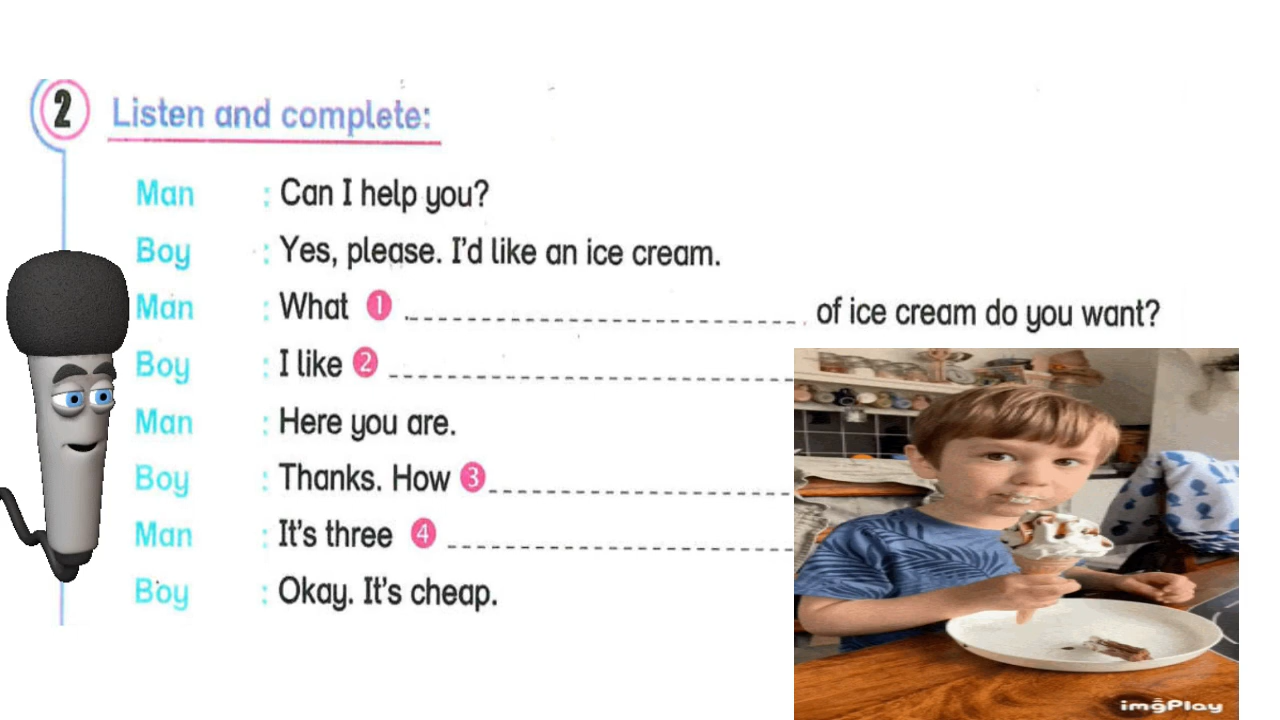 2 Listen and complete:
Man : Can I help you?
Boy : Yes, please. I'd like an ice cream.
Man : What 1 of ice cream do you want?
Boy : I like 2
Man : Here you are.
Boy : Thanks. How 3
Man : It's three 4
Boy : Okay. It's cheap.
imgPlay